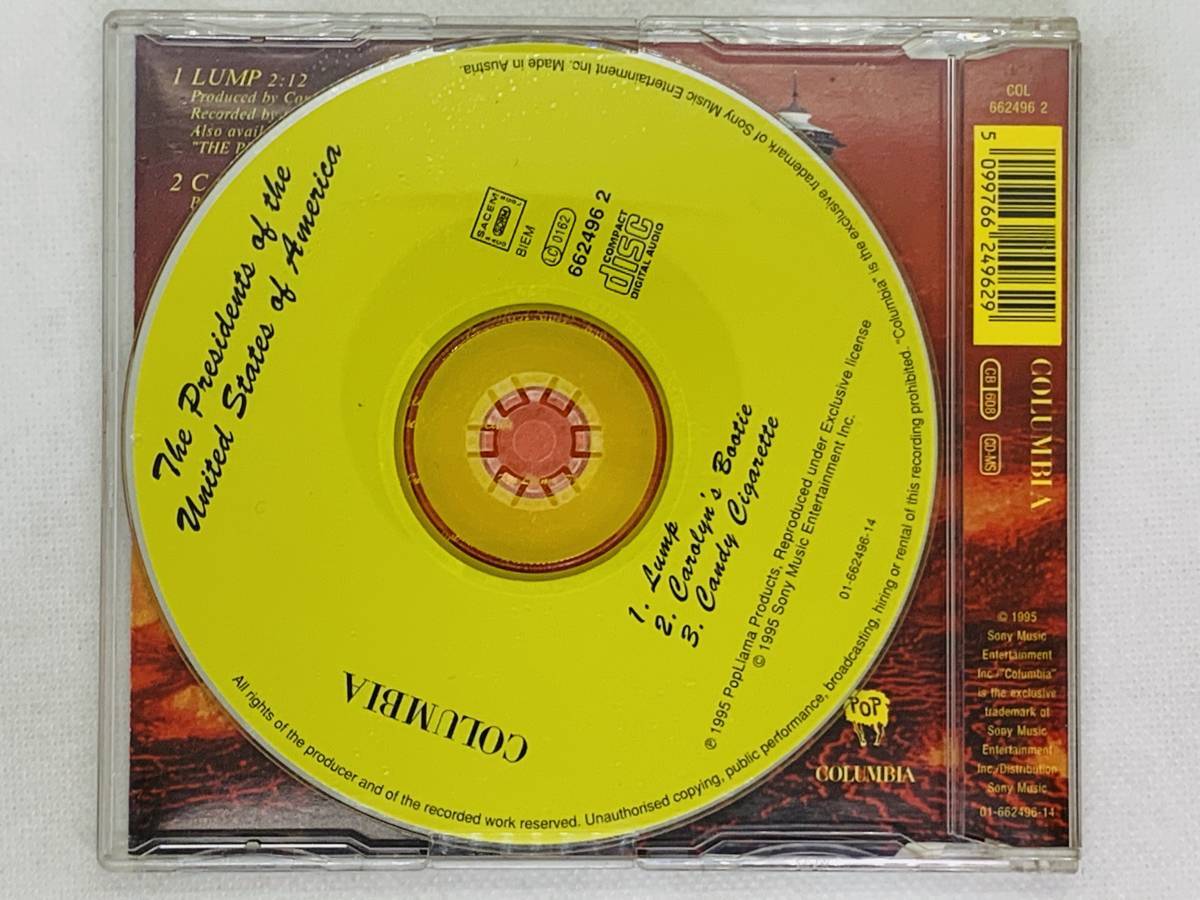 1 LUMP 2:12
Produced by
Recorded by
Also
"THE
2 C
The Presidents of the
United States of America
SACEM
BIEM
LC 0162
662496 2
COMPACT
disc
DIGITAL AUDIO
1. Lump
2. Carolyn's Bootie
3. Candy Cigarette
℗ 1995 PopLlama Products, Reproduced under Exclusive license
© 1995 Sony Music Entertainment Inc.
01-662496-14
COLUMBIA
All rights of the producer and of the recorded work reserved. Unauthorised copying, public performance, broadcasting, hiring or rental of this recording prohibited. "Columbia" is the exclusive trademark of Sony Music Entertainment Inc. Made in Austria.
POP
COLUMBIA
COL
662496 2
5 099766 249629
CB 608
CD-MS
COLUMBIA
© 1995
Sony Music
Entertainment
Inc./"Columbia"
is the exclusive
trademark of
Sony Music
Entertainment
Inc./Distribution
Sony Music
01-662496-14